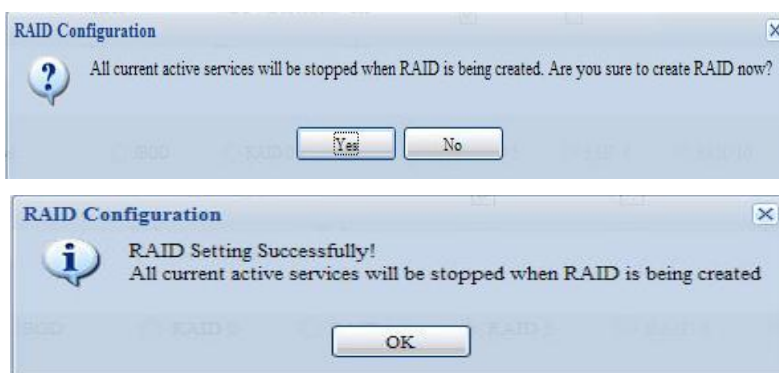 RAID Configuration
All current active services will be stopped when RAID is being created. Are you sure to create RAID now?
Yes
No
RAID Configuration
RAID Setting Successfully!
All current active services will be stopped when RAID is being created
OK